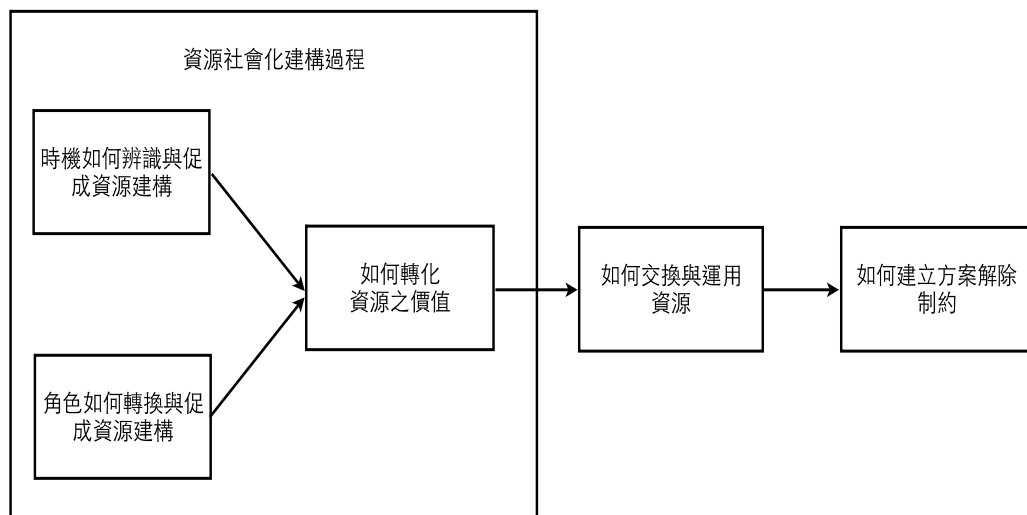 資源社會化建構過程
時機如何辨識與促
成資源建構
角色如何轉換與促
成資源建構
如何轉化
資源之價值
如何交換與運用
資源
如何建立方案解除
制約